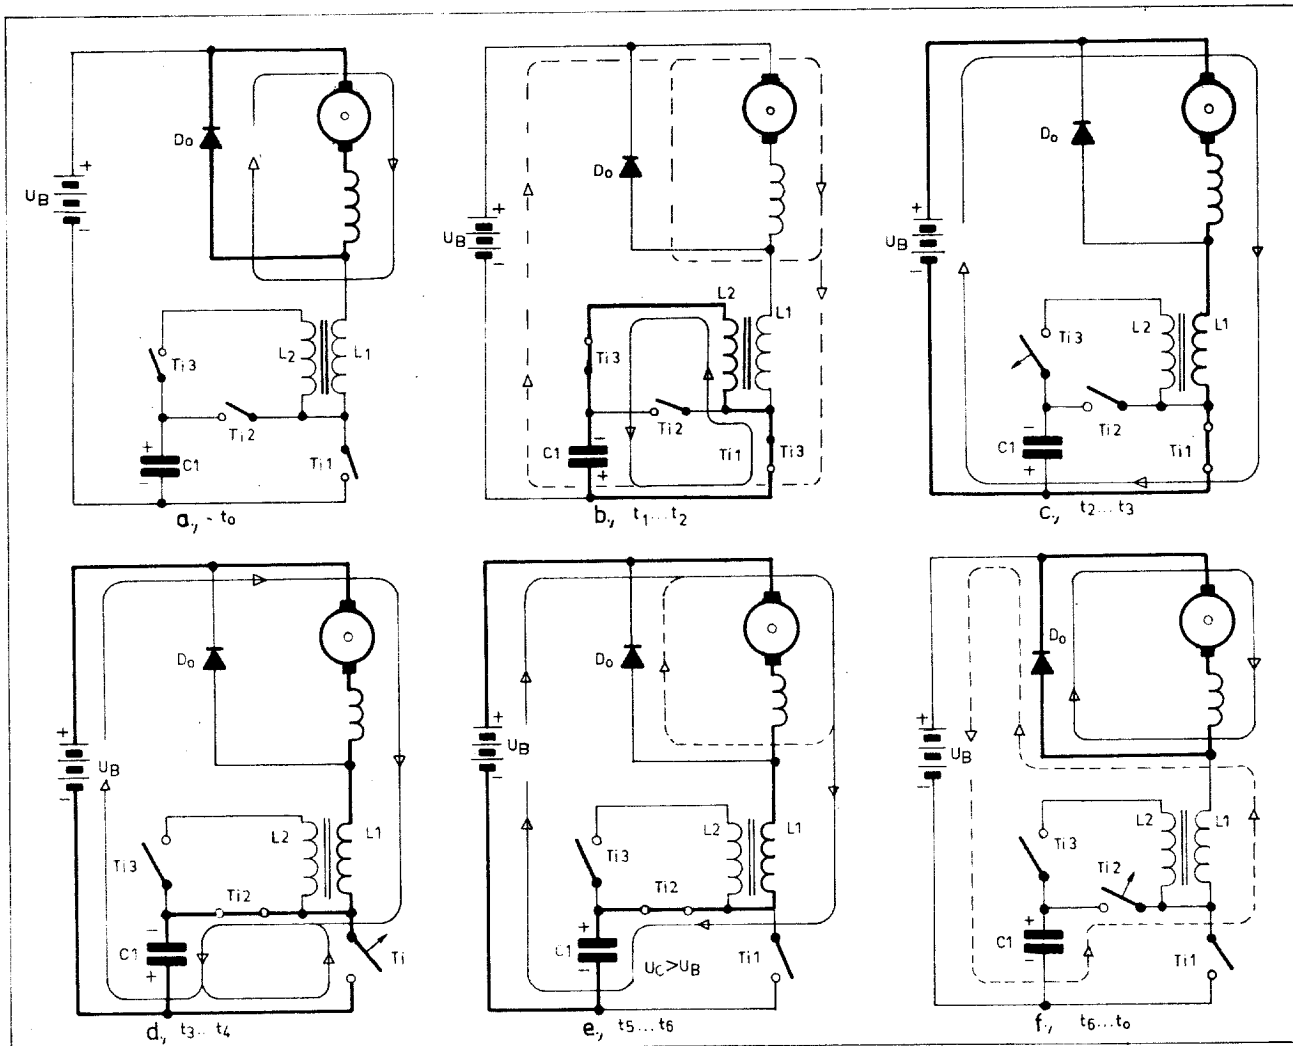 +
UB
-
Do
Ti3
L2
L1
Ti2
+
C1
-
Ti1
a., - t0
+
UB
-
Do
L2
L1
Ti3
Ti2
Ti1
Ti3
-
C1
+
b., t1...t2
+
UB
-
Do
Ti3
L2
L1
Ti2
-
C1
+
Ti1
c., t2...t3
+
UB
-
Do
Ti3
L2
L1
Ti2
-
C1
+
Ti
d., t3...t4
+
UB
-
Do
Ti3
L2
L1
Ti2
+
C1
-
UC>UB
Ti1
e., t5...t6
+
UB
-
Do
Ti3
L2
L1
Ti2
+
C1
-
Ti1
f., t6...t0